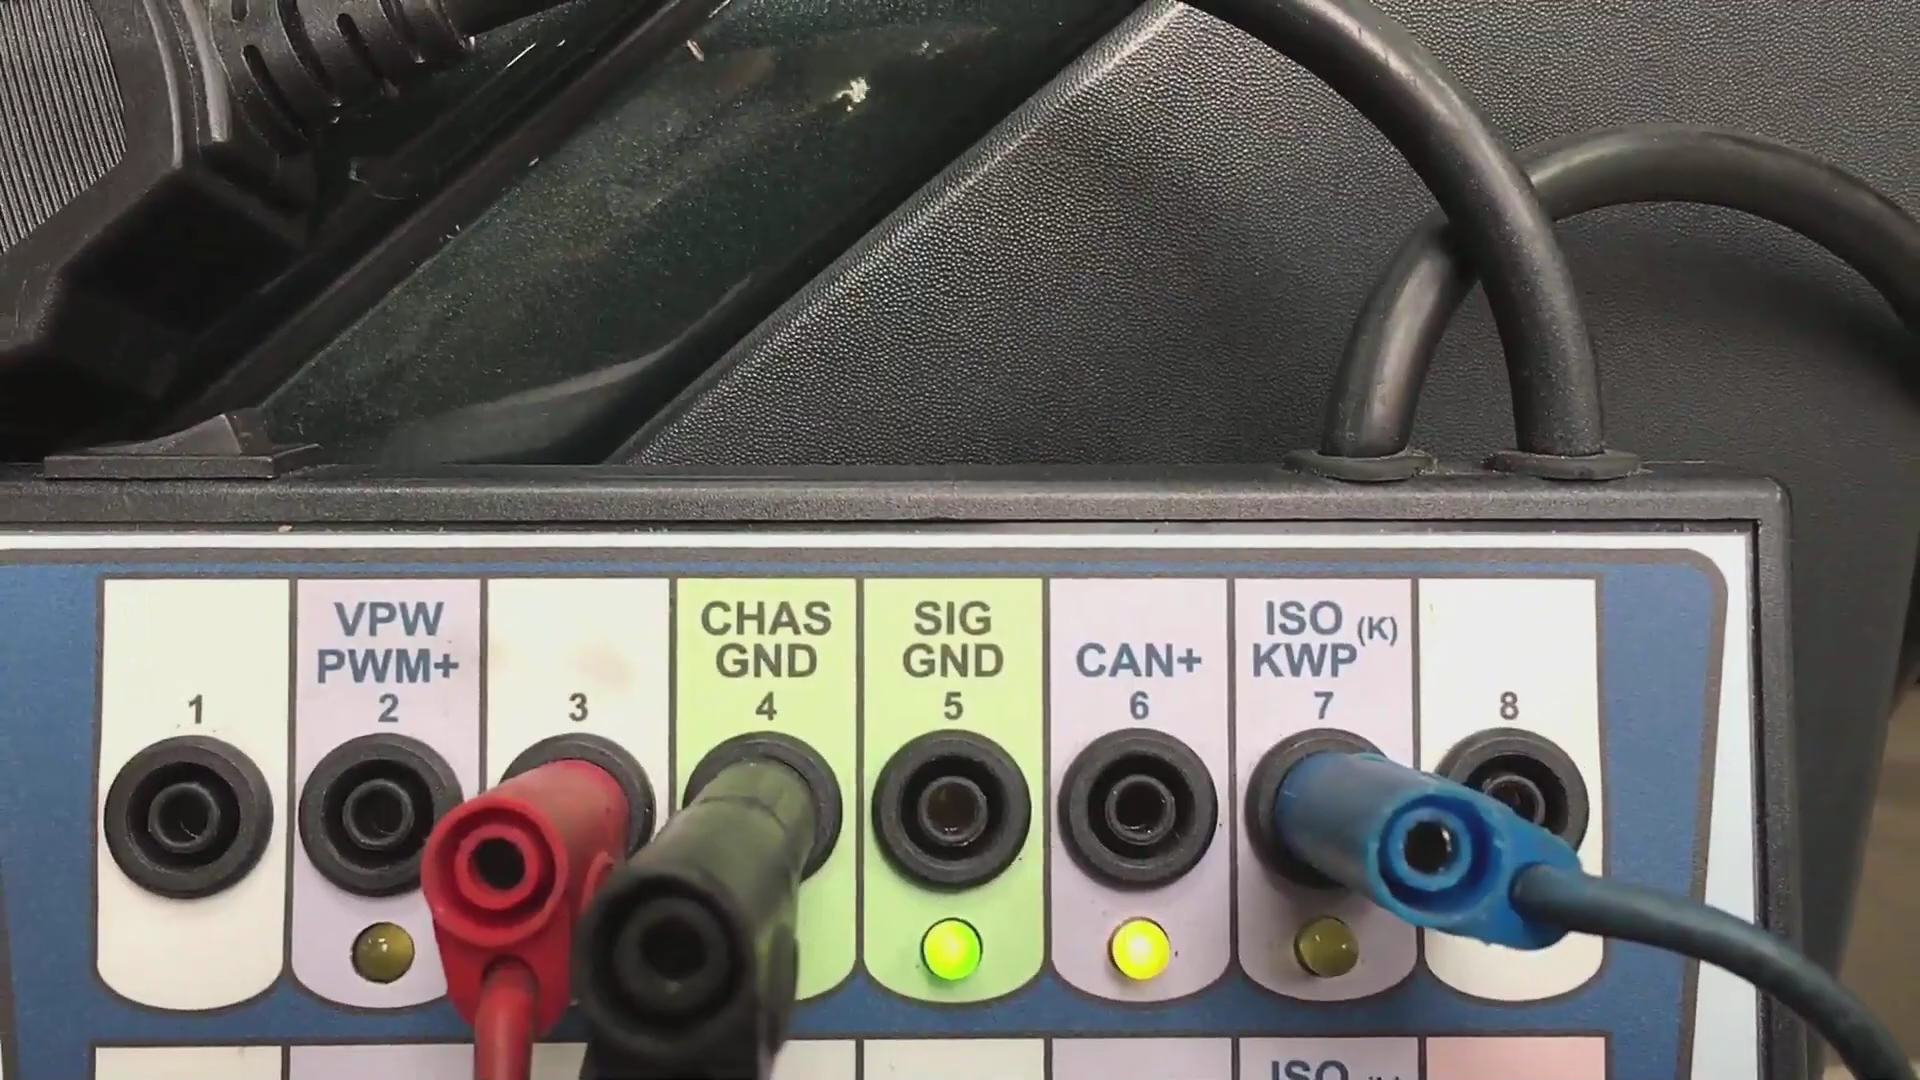 1
VPW
PWM+
2
3
CHAS
GND
4
SIG
GND
5
CAN+
6
ISO (K)
KWP
7
8
ISO